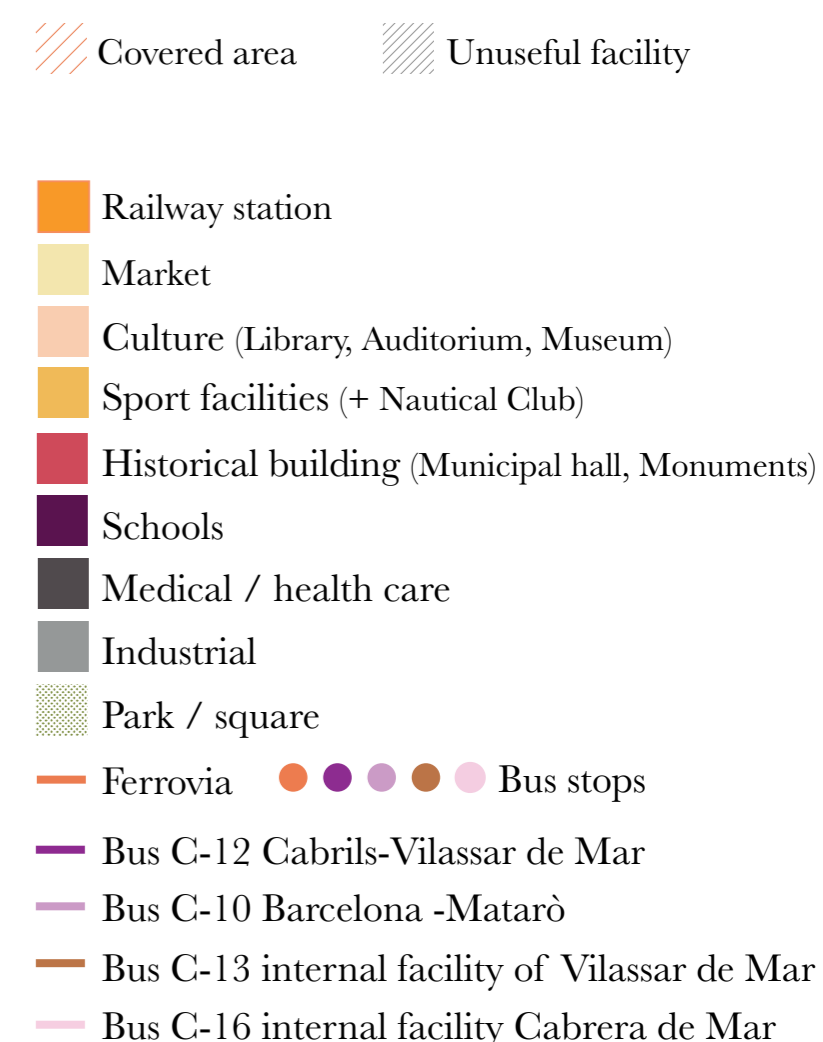 Covered area Unuseful facility
Railway station
Market
Culture (Library, Auditorium, Museum)
Sport facilities (+ Nautical Club)
Historical building (Municipal hall, Monuments)
Schools
Medical / health care
Industrial
Park / square
Ferrovia Bus stops
Bus C-12 Cabrils-Vilassar de Mar
Bus C-10 Barcelona -Matarò
Bus C-13 internal facility of Vilassar de Mar
Bus C-16 internal facility Cabrera de Mar